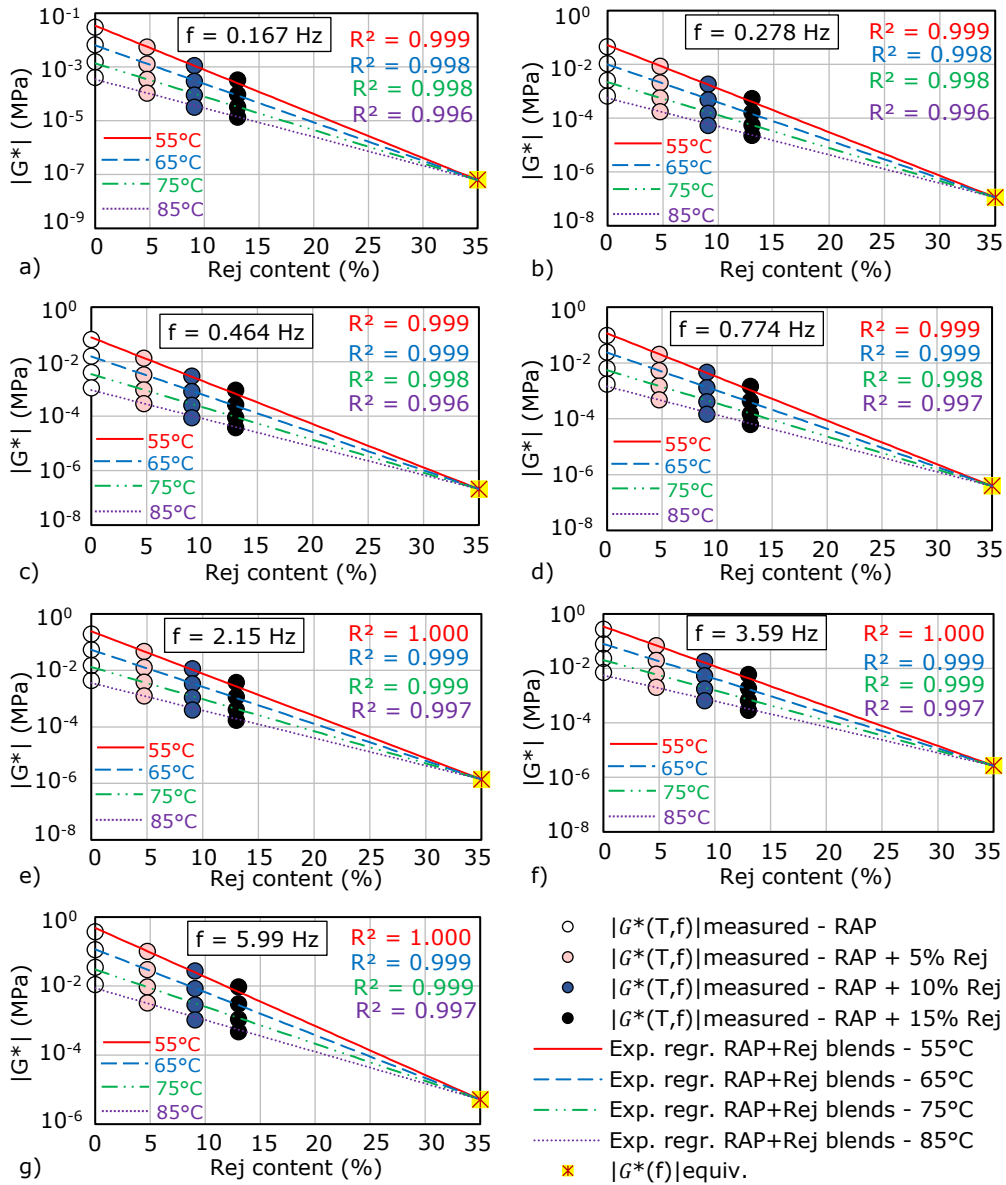 f = 0.167 Hz
R² = 0.999
R² = 0.998
R² = 0.998
R² = 0.996
|G*| (MPa)
10⁻¹
10⁻³
10⁻⁵
10⁻⁷
10⁻⁹
55°C
65°C
75°C
85°C
0 5 10 15 20 25 30 35
Rej content (%)
a)
f = 0.278 Hz
R² = 0.999
R² = 0.998
R² = 0.998
R² = 0.996
|G*| (MPa)
10⁰
10⁻²
10⁻⁴
10⁻⁶
10⁻⁸
55°C
65°C
75°C
85°C
0 5 10 15 20 25 30 35
Rej content (%)
b)
f = 0.464 Hz
R² = 0.999
R² = 0.999
R² = 0.998
R² = 0.996
|G*| (MPa)
10⁰
10⁻²
10⁻⁴
10⁻⁶
10⁻⁸
55°C
65°C
75°C
85°C
0 5 10 15 20 25 30 35
Rej content (%)
c)
f = 0.774 Hz
R² = 0.999
R² = 0.999
R² = 0.998
R² = 0.997
|G*| (MPa)
10⁰
10⁻²
10⁻⁴
10⁻⁶
10⁻⁸
55°C
65°C
75°C
85°C
0 5 10 15 20 25 30 35
Rej content (%)
d)
f = 2.15 Hz
R² = 1.000
R² = 0.999
R² = 0.999
R² = 0.997
|G*| (MPa)
10⁰
10⁻²
10⁻⁴
10⁻⁶
10⁻⁸
55°C
65°C
75°C
85°C
0 5 10 15 20 25 30 35
Rej content (%)
e)
f = 3.59 Hz
R² = 1.000
R² = 0.999
R² = 0.999
R² = 0.997
|G*| (MPa)
10⁰
10⁻²
10⁻⁴
10⁻⁶
10⁻⁸
55°C
65°C
75°C
85°C
0 5 10 15 20 25 30 35
Rej content (%)
f)
f = 5.99 Hz
R² = 1.000
R² = 0.999
R² = 0.999
R² = 0.997
|G*| (MPa)
10⁰
10⁻²
10⁻⁴
10⁻⁶
55°C
65°C
75°C
85°C
0 5 10 15 20 25 30 35
Rej content (%)
g)
|G*(T,f)|measured - RAP
|G*(T,f)|measured - RAP + 5% Rej
|G*(T,f)|measured - RAP + 10% Rej
|G*(T,f)|measured - RAP + 15% Rej
Exp. regr. RAP+Rej blends - 55°C
Exp. regr. RAP+Rej blends - 65°C
Exp. regr. RAP+Rej blends - 75°C
Exp. regr. RAP+Rej blends - 85°C
|G*(f)|equiv.